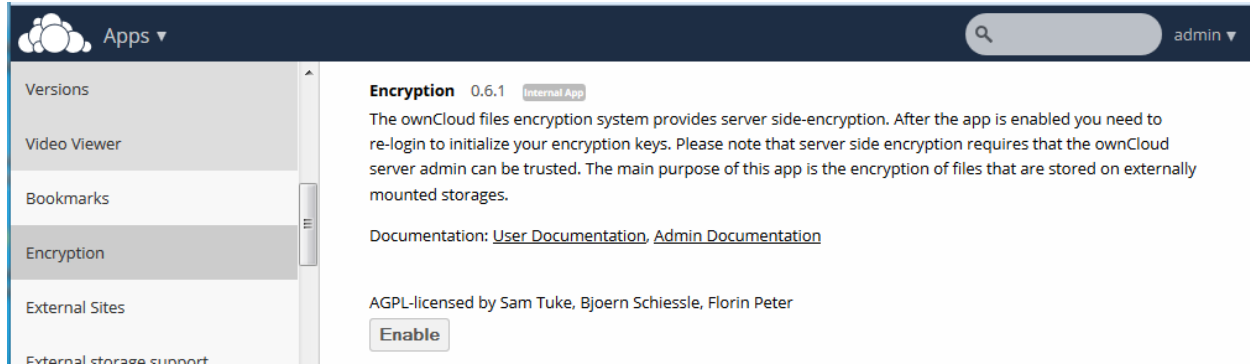 Apps ▾
admin ▾
Versions
Video Viewer
Bookmarks
Encryption
External Sites
External storage support
Encryption 0.6.1 Internal App
The ownCloud files encryption system provides server side-encryption. After the app is enabled you need to
re-login to initialize your encryption keys. Please note that server side encryption requires that the ownCloud
server admin can be trusted. The main purpose of this app is the encryption of files that are stored on externally
mounted storages.
Documentation: User Documentation, Admin Documentation
AGPL-licensed by Sam Tuke, Bjoern Schiessle, Florin Peter
Enable